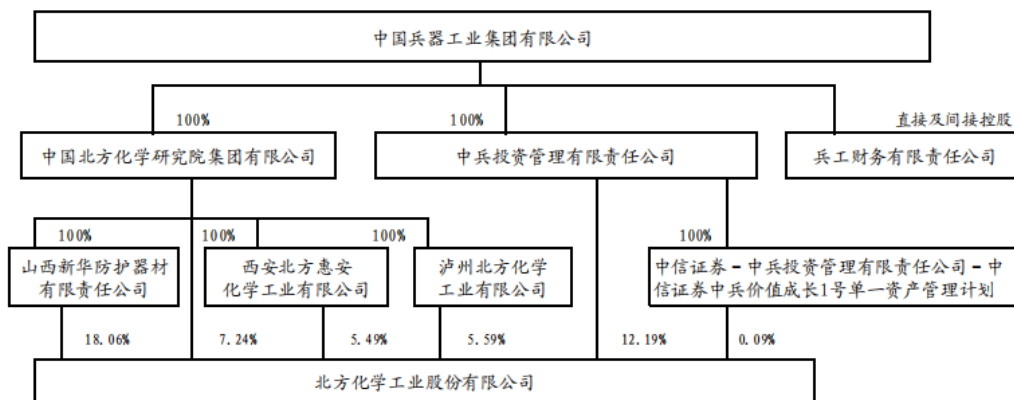 中国兵器工业集团有限公司
100%
100%
直接及间接控股
中国北方化学研究院集团有限公司
中兵投资管理有限责任公司
兵工财务有限责任公司
100%
100%
100%
100%
山西新华防护器材
有限责任公司
西安北方惠安
化学工业有限公司
泸州北方化学
工业有限公司
中信证券-中兵投资管理有限责任公司-中
信证券中兵价值成长1号单一资产管理计划
18.06%
7.24%
5.49%
5.59%
12.19%
0.09%
北方化学工业股份有限公司